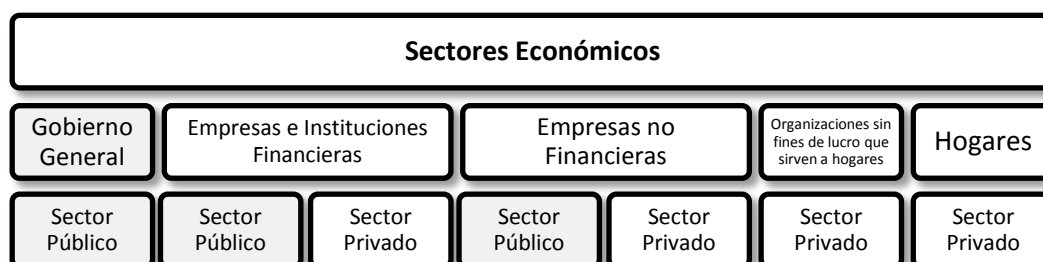 Sectores Económicos
Gobierno
General
Empresas e Instituciones
Financieras
Empresas no
Financieras
Organizaciones sin
fines de lucro que
sirven a hogares
Hogares
Sector
Público
Sector
Público
Sector
Privado
Sector
Público
Sector
Privado
Sector
Privado
Sector
Privado